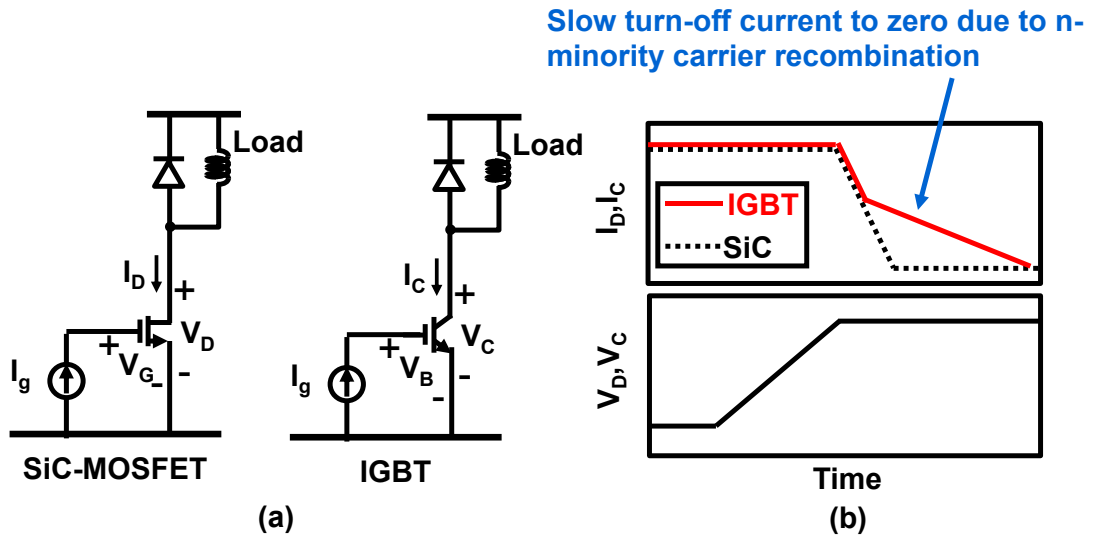 Slow turn-off current to zero due to n-
minority carrier recombination
Load
I_D
+
V_D
+
V_G
-
-
I_g
SiC-MOSFET
Load
I_C
+
V_C
+
V_B
-
-
I_g
IGBT
(a)
I_D,I_C
IGBT
SiC
V_D,V_C
Time
(b)